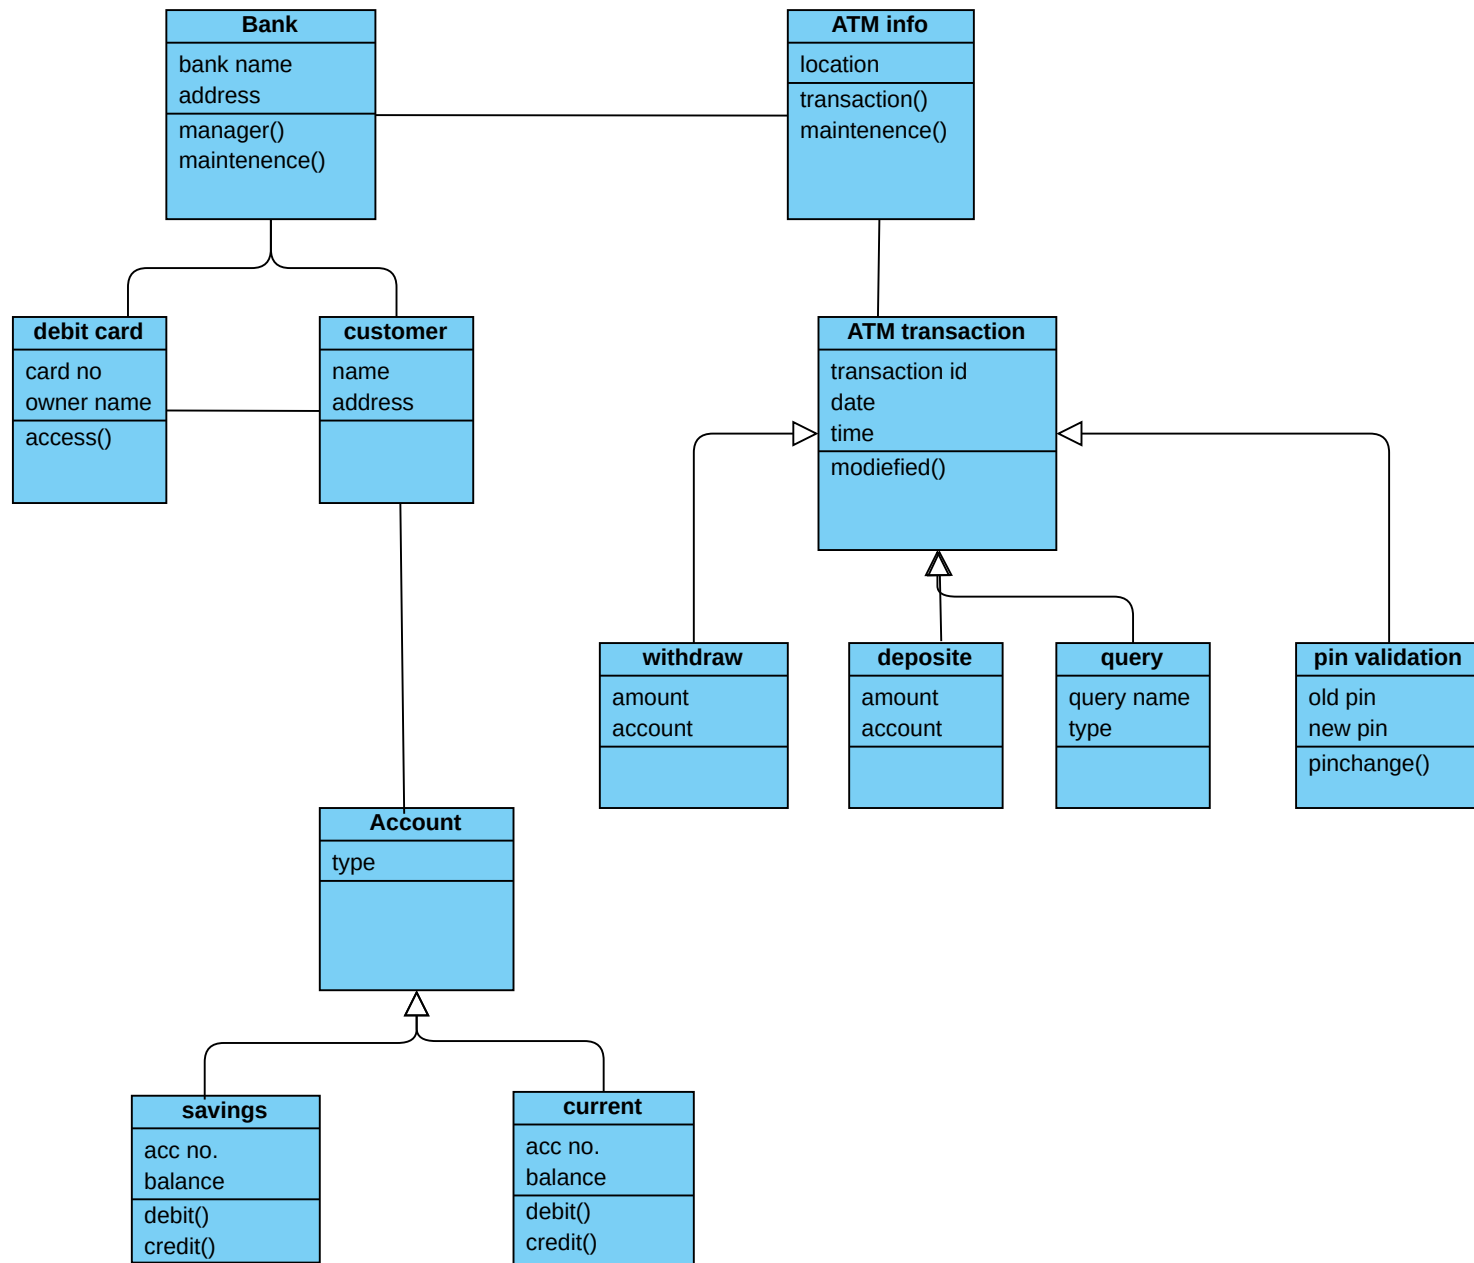 Bank
bank name
address
manager()
maintenence()
ATM info
location
transaction()
maintenence()
debit card
card no
owner name
access()
customer
name
address
ATM transaction
transaction id
date
time
modiefied()
withdraw
amount
account
deposite
amount
account
query
query name
type
pin validation
old pin
new pin
pinchange()
Account
type
savings
acc no.
balance
debit()
credit()
current
acc no.
balance
debit()
credit()